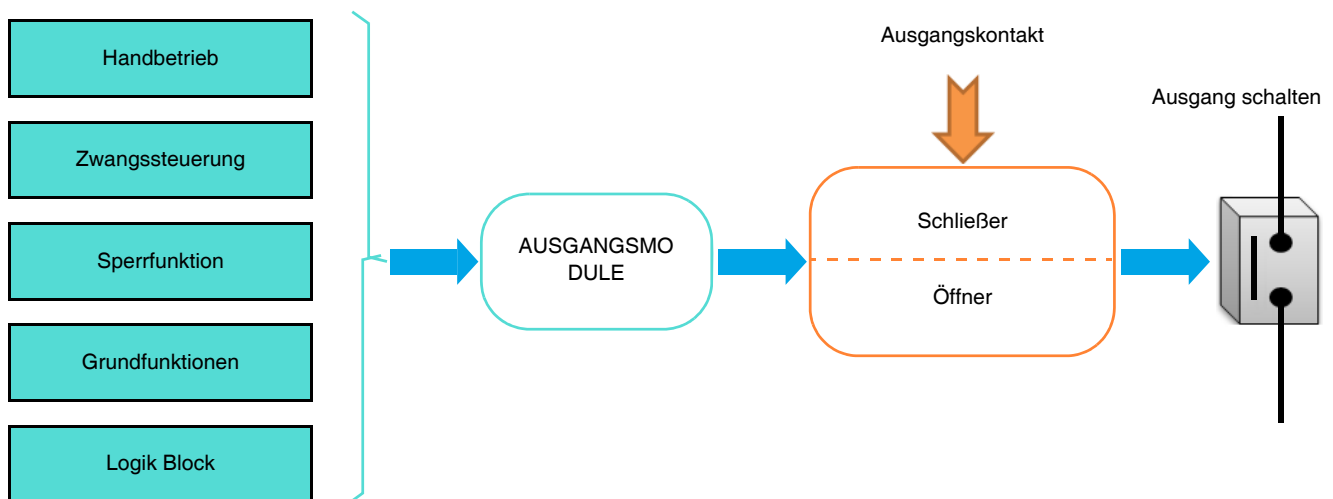 Handbetrieb
Zwangssteuerung
Sperrfunktion
Grundfunktionen
Logik Block
AUSGANGSMO
DULE
Ausgangskontakt
Schließer
Öffner
Ausgang schalten